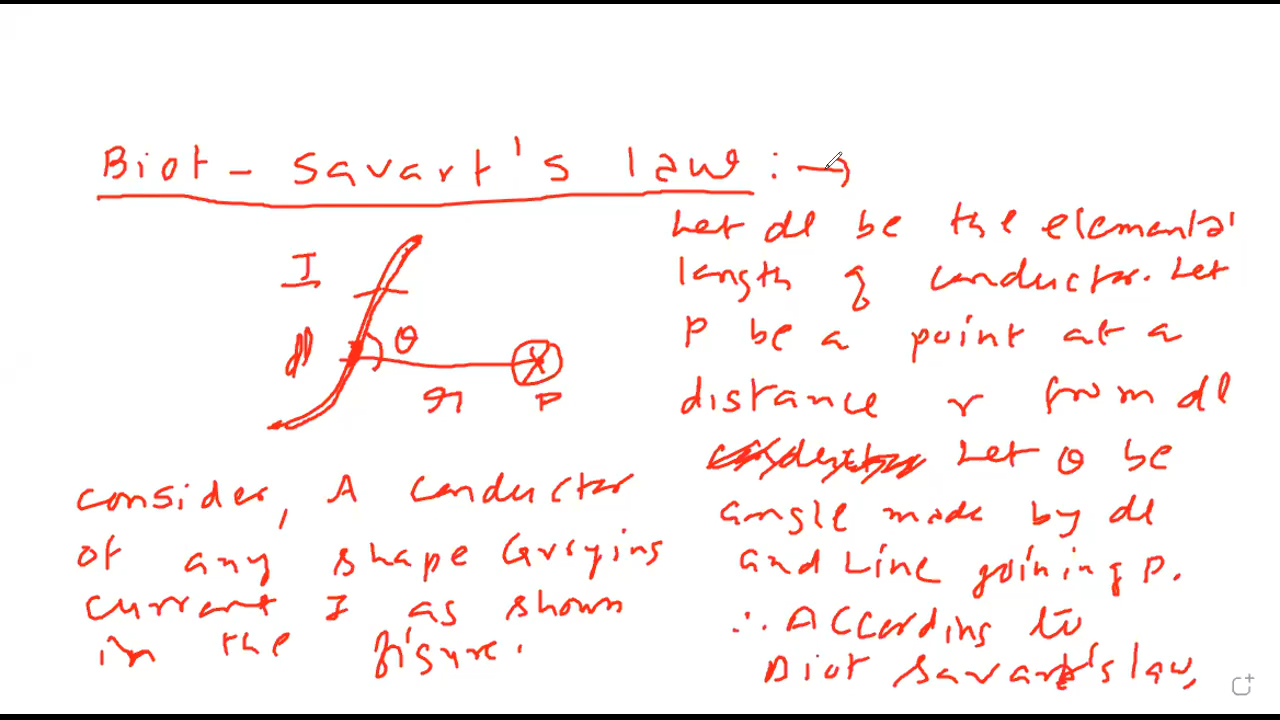 Biot - Savart's law :→
I
dl
θ
r
P
consider, A conductor
of any shape Carrying
current I as shown
in the figure.
Let dl be the elemental
length of conductor. Let
P be a point at a
distance r from dl
Let θ be
angle made by dl
and Line joining P.
∴ According to
Biot Savart's law,